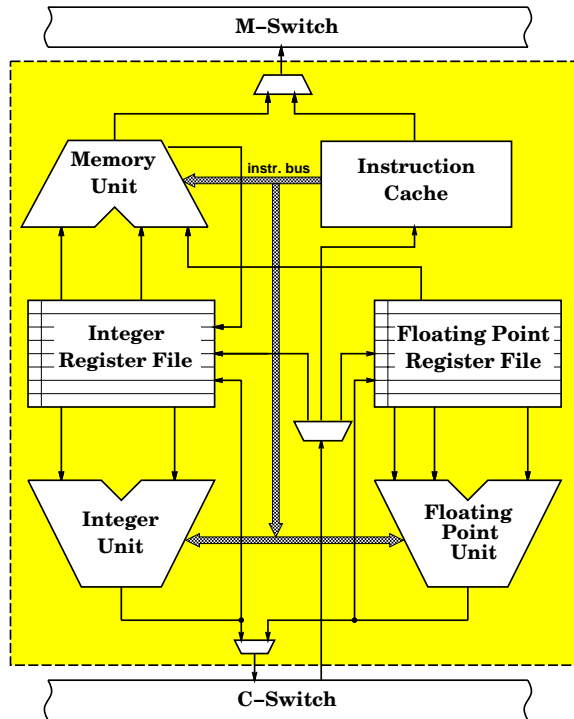 M–Switch
Memory
Unit
instr. bus
Instruction
Cache
Integer
Register File
Floating Point
Register File
Integer
Unit
Floating
Point
Unit
C–Switch